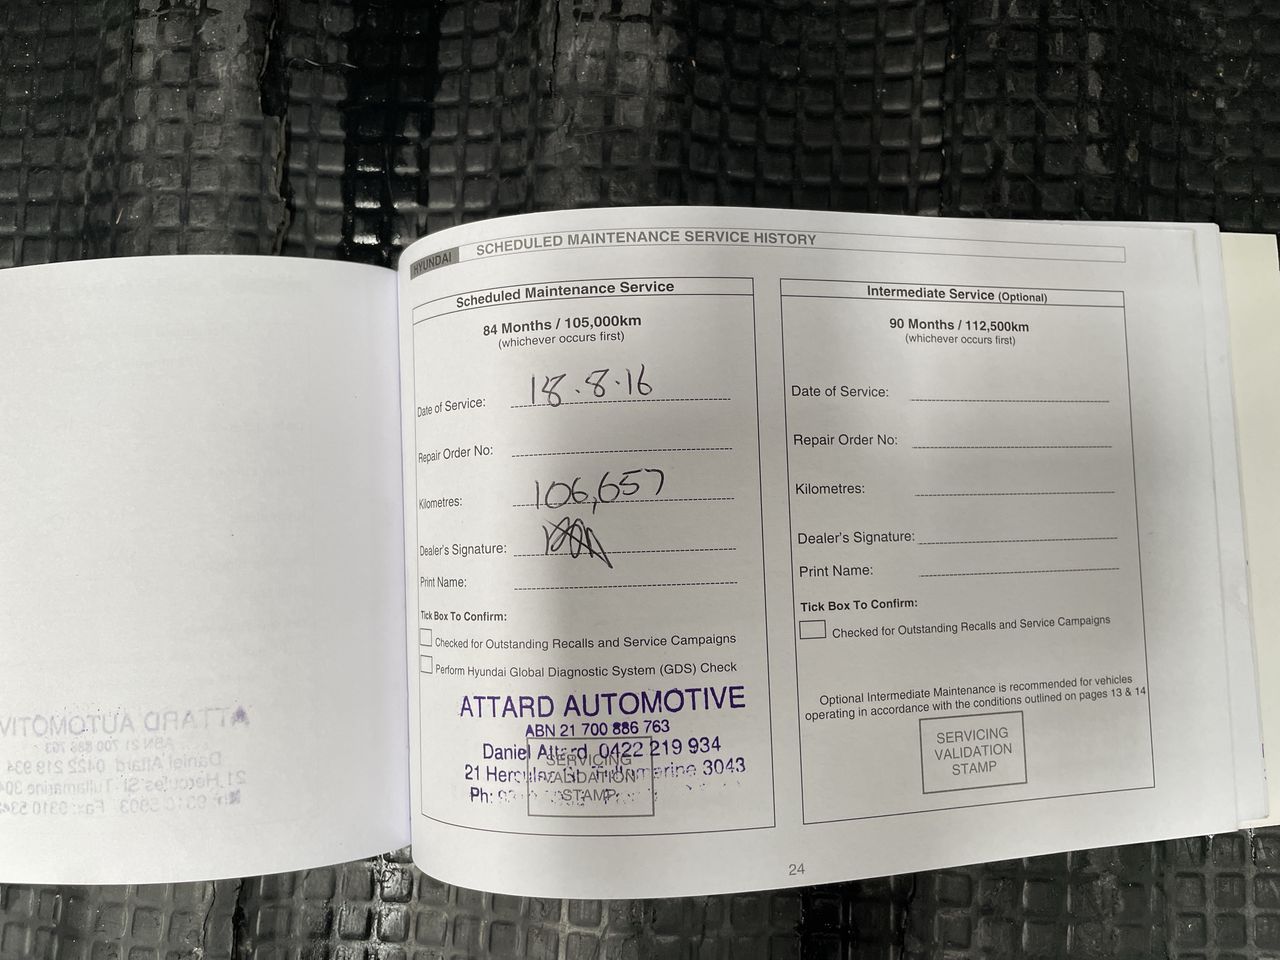 HYUNDAI SCHEDULED MAINTENANCE SERVICE HISTORY
Scheduled Maintenance Service
84 Months / 105,000km
(whichever occurs first)
Date of Service: 18.8.16
Repair Order No:
Kilometres: 106,657
Dealer's Signature:
Print Name:
Tick Box To Confirm:
Checked for Outstanding Recalls and Service Campaigns
Perform Hyundai Global Diagnostic System (GDS) Check
ATTARD AUTOMOTIVE
ABN 21 700 886 763
Daniel Attard 0422 219 934
21 Hercules St Tullamarine 3043
Ph:
SERVICING
VALIDATION
STAMP
Intermediate Service (Optional)
90 Months / 112,500km
(whichever occurs first)
Date of Service:
Repair Order No:
Kilometres:
Dealer's Signature:
Print Name:
Tick Box To Confirm:
Checked for Outstanding Recalls and Service Campaigns
Optional Intermediate Maintenance is recommended for vehicles
operating in accordance with the conditions outlined on pages 13 & 14
SERVICING
VALIDATION
STAMP
24